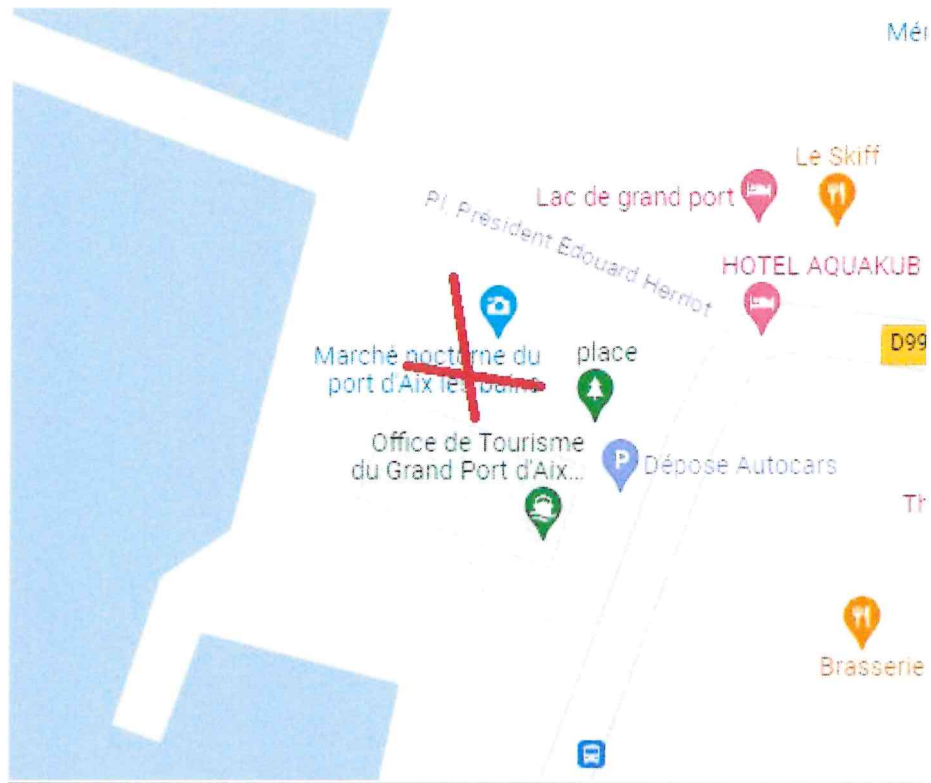 Mé
Le Skiff
Lac de grand port
Pl. Président Edouard Herriot
HOTEL AQUAKUB
D99
Marché nocturne du
port d'Aix les bains
place
Office de Tourisme
du Grand Port d'Aix...
P
Dépose Autocars
Th
Brasserie